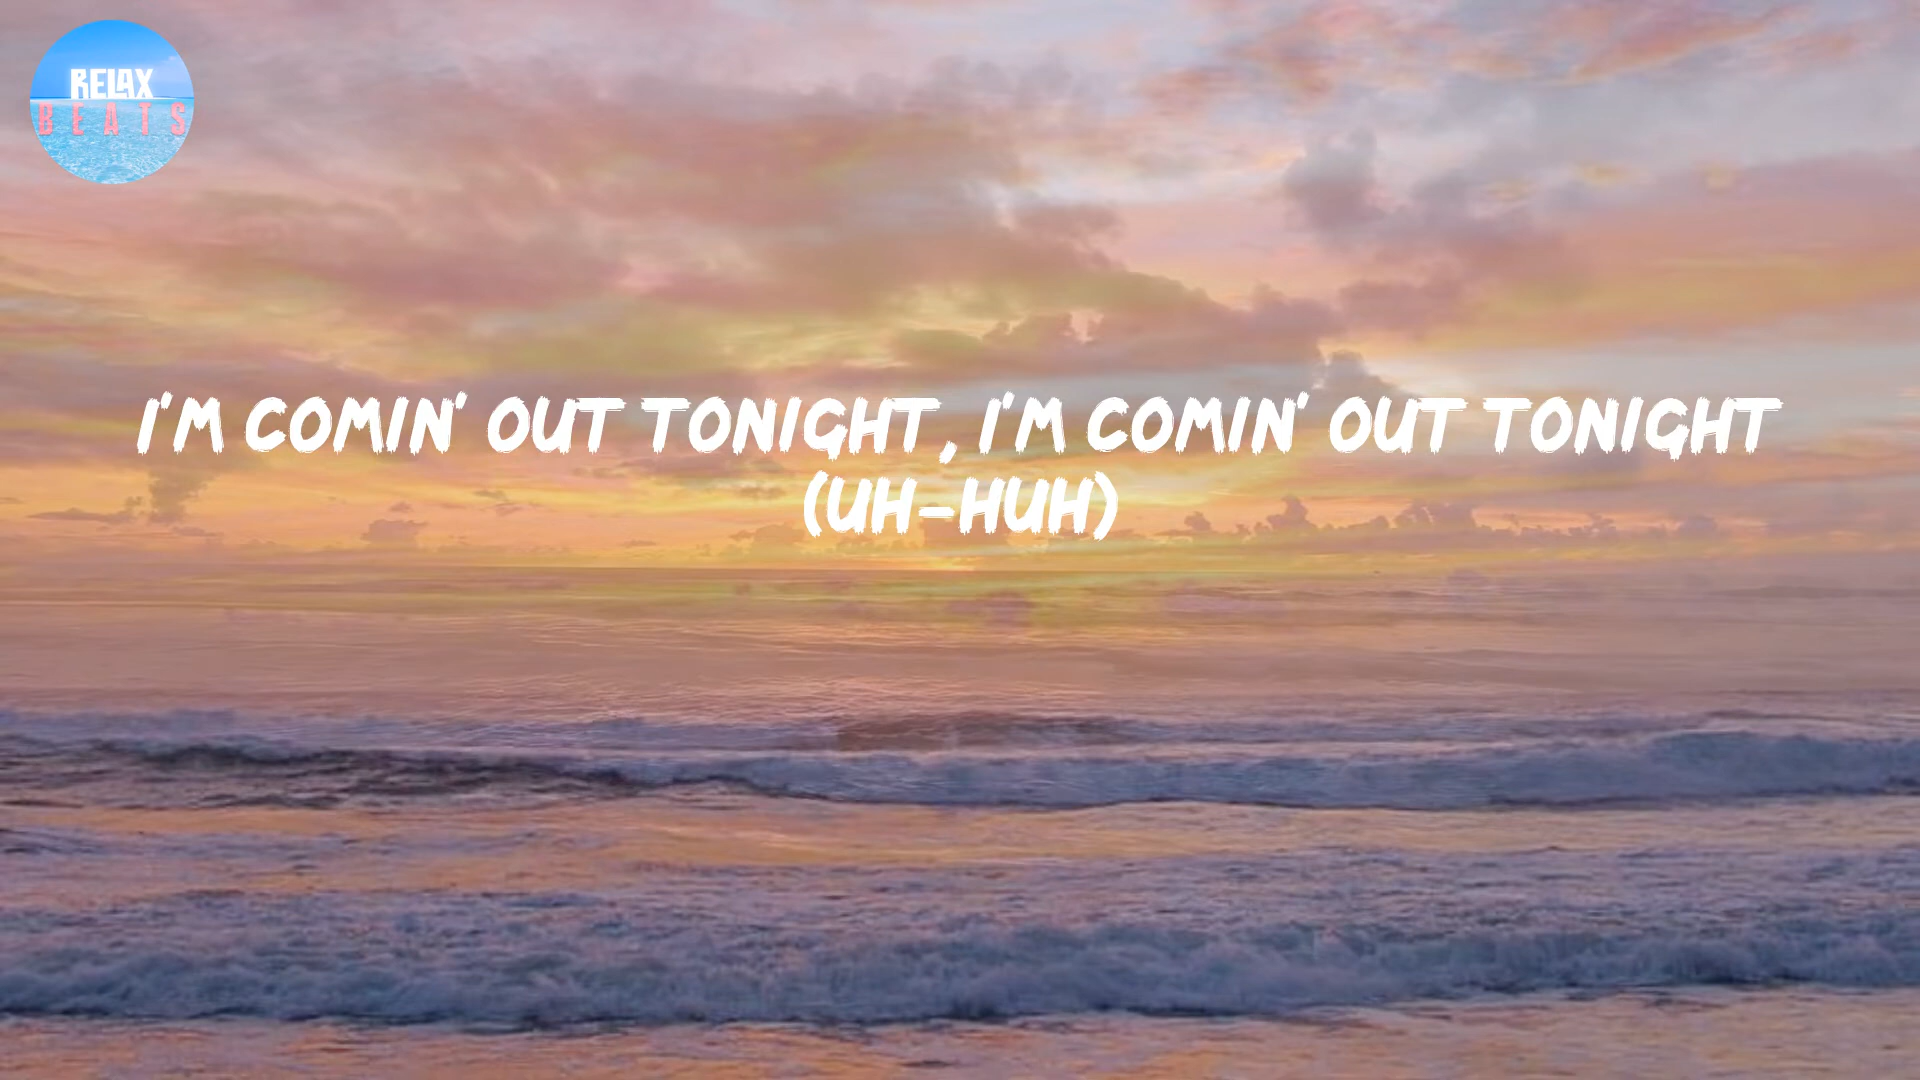 RELAX
BEATS
I'M COMIN' OUT TONIGHT, I'M COMIN' OUT TONIGHT
(UH-HUH)